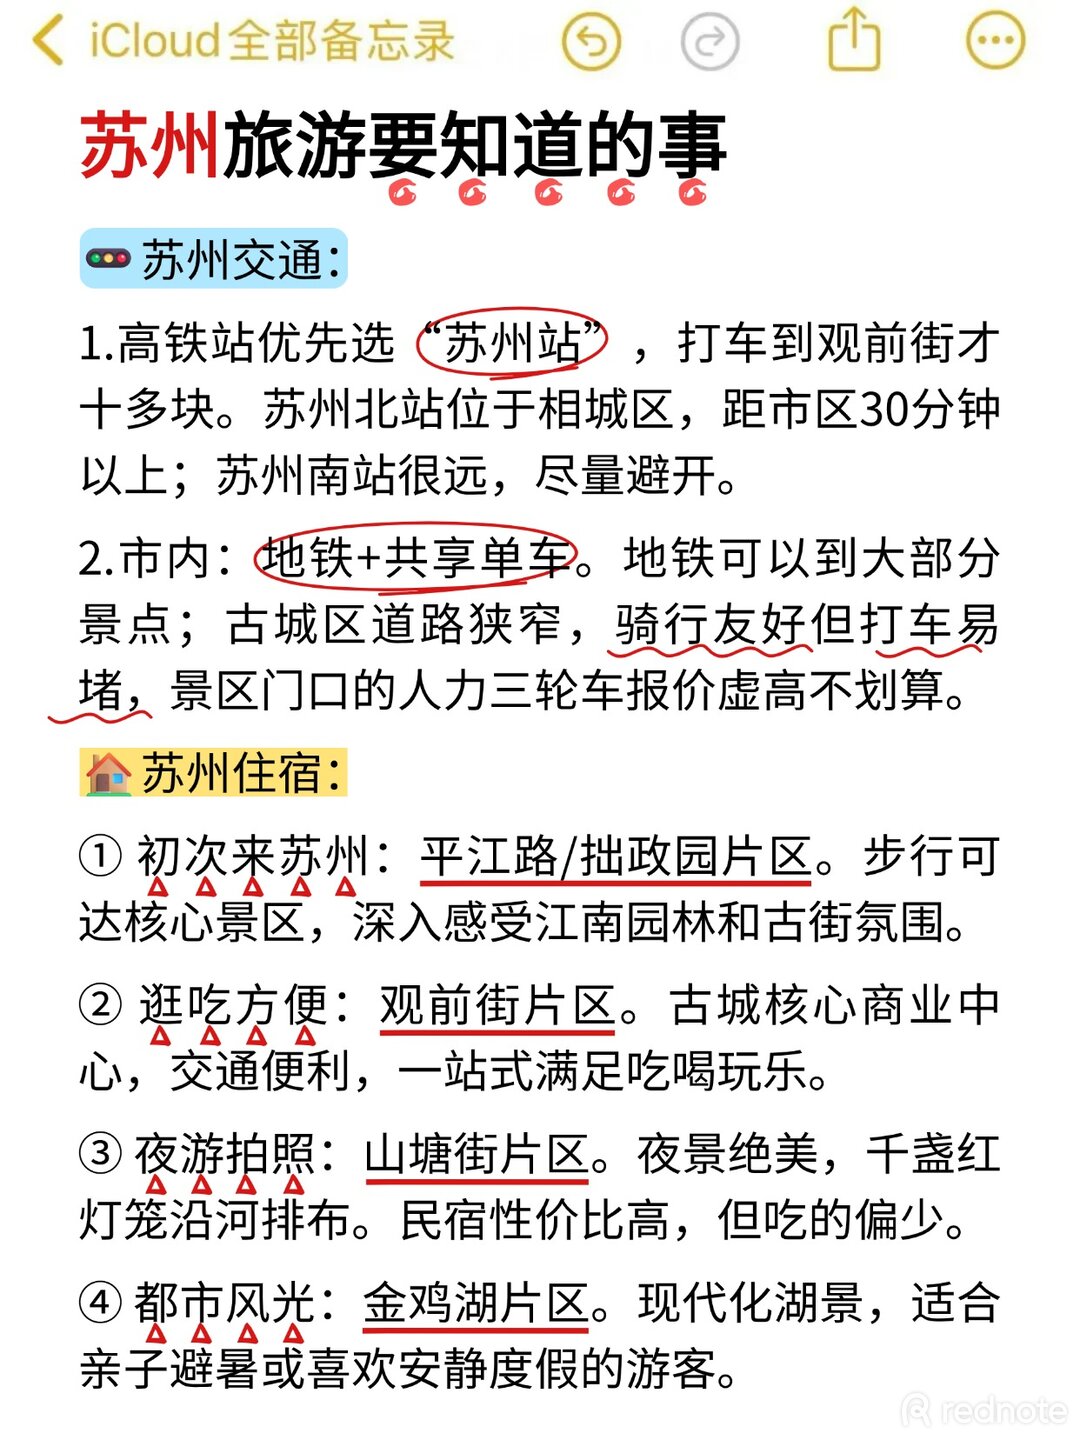 iCloud全部备忘录
苏州旅游要知道的事
苏州交通：
1.高铁站优先选“苏州站”，打车到观前街才
十多块。苏州北站位于相城区，距市区30分钟
以上；苏州南站很远，尽量避开。
2.市内：地铁+共享单车。地铁可以到大部分
景点；古城区道路狭窄，骑行友好但打车易
堵，景区门口的人力三轮车报价虚高不划算。
苏州住宿：
① 初次来苏州：平江路/拙政园片区。步行可
达核心景区，深入感受江南园林和古街氛围。
② 逛吃方便：观前街片区。古城核心商业中
心，交通便利，一站式满足吃喝玩乐。
③ 夜游拍照：山塘街片区。夜景绝美，千盏红
灯笼沿河排布。民宿性价比高，但吃的偏少。
④ 都市风光：金鸡湖片区。现代化湖景，适合
亲子避暑或喜欢安静度假的游客。
rednote